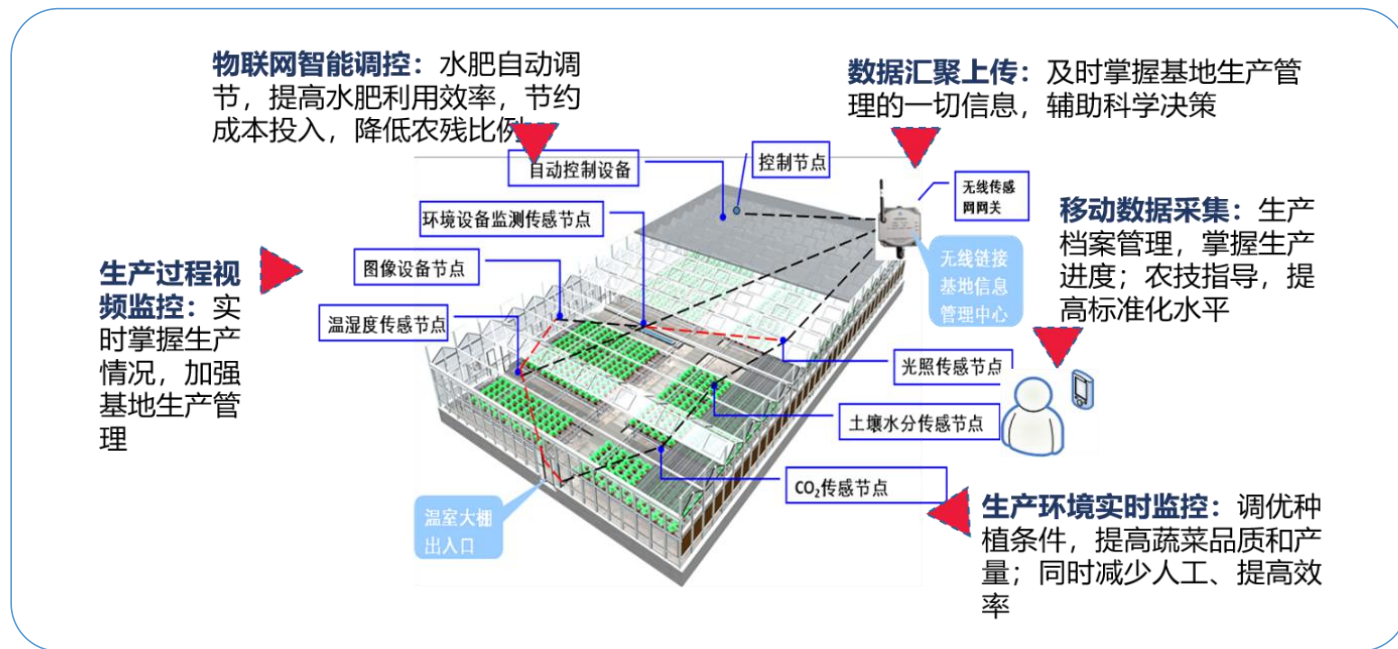 物联网智能调控：水肥自动调
节，提高水肥利用效率，节约
成本投入，降低农残比例
数据汇聚上传：及时掌握基地生产管
理的一切信息，辅助科学决策
自动控制设备
控制节点
无线传感
网网关
环境设备监测传感节点
移动数据采集：生产
档案管理，掌握生产
进度；农技指导，提
高标准化水平
图像设备节点
无线链接
基地信息
管理中心
生产过程视
频监控：实
时掌握生产
情况，加强
基地生产管
理
温湿度传感节点
光照传感节点
土壤水分传感节点
CO₂传感节点
温室大棚
出入口
生产环境实时监控：调优种
植条件，提高蔬菜品质和产
量；同时减少人工、提高效
率